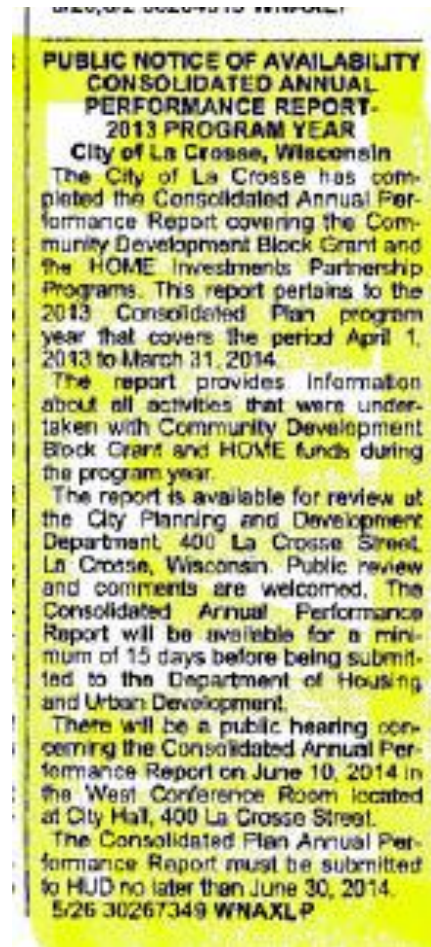 PUBLIC NOTICE OF AVAILABILITY
CONSOLIDATED ANNUAL
PERFORMANCE REPORT-
2013 PROGRAM YEAR
City of La Crosse, Wisconsin
The City of La Crosse has com-
pleted the Consolidated Annual Per-
formance Report covering the Com-
munity Development Block Grant and
the HOME Investments Partnership
Programs. This report pertains to the
2013 Consolidated Plan program
year that covers the period April 1,
2013 to March 31, 2014.
The report provides information
about all activities that were under-
taken with Community Development
Block Grant and HOME funds during
the program year.
The report is available for review at
the City Planning and Development
Department, 400 La Crosse Street,
La Crosse, Wisconsin. Public review
and comments are welcomed. The
Consolidated Annual Performance
Report will be available for a mini-
mum of 15 days before being submit-
ted to the Department of Housing
and Urban Development.
There will be a public hearing con-
cerning the Consolidated Annual Per-
formance Report on June 10, 2014 in
the West Conference Room located
at City Hall, 400 La Crosse Street.
The Consolidated Plan Annual Per-
formance Report must be submitted
to HUD no later than June 30, 2014.
5/26 30267349 WNAXLP